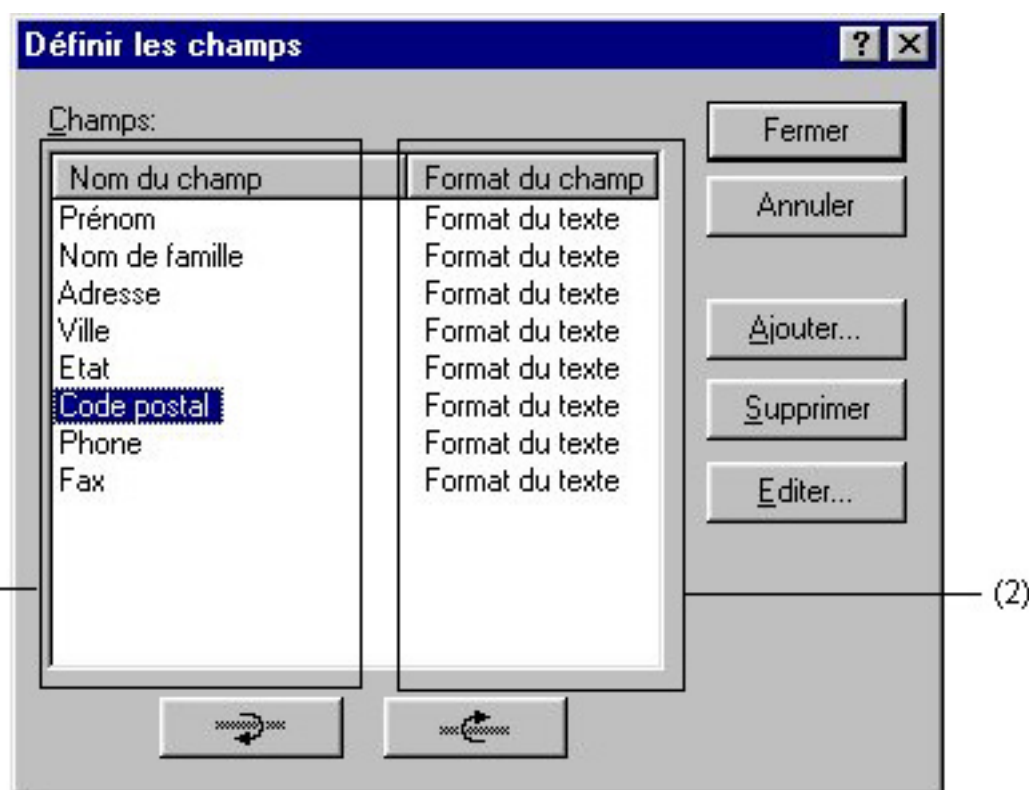 Définir les champs
Champs:
Fermer
Nom du champ Format du champ
Prénom Format du texte
Annuler
Nom de famille Format du texte
Adresse Format du texte
Ville Format du texte
Ajouter...
Etat Format du texte
Code postal Format du texte
Supprimer
Phone Format du texte
Fax Format du texte
Editer...
(2)